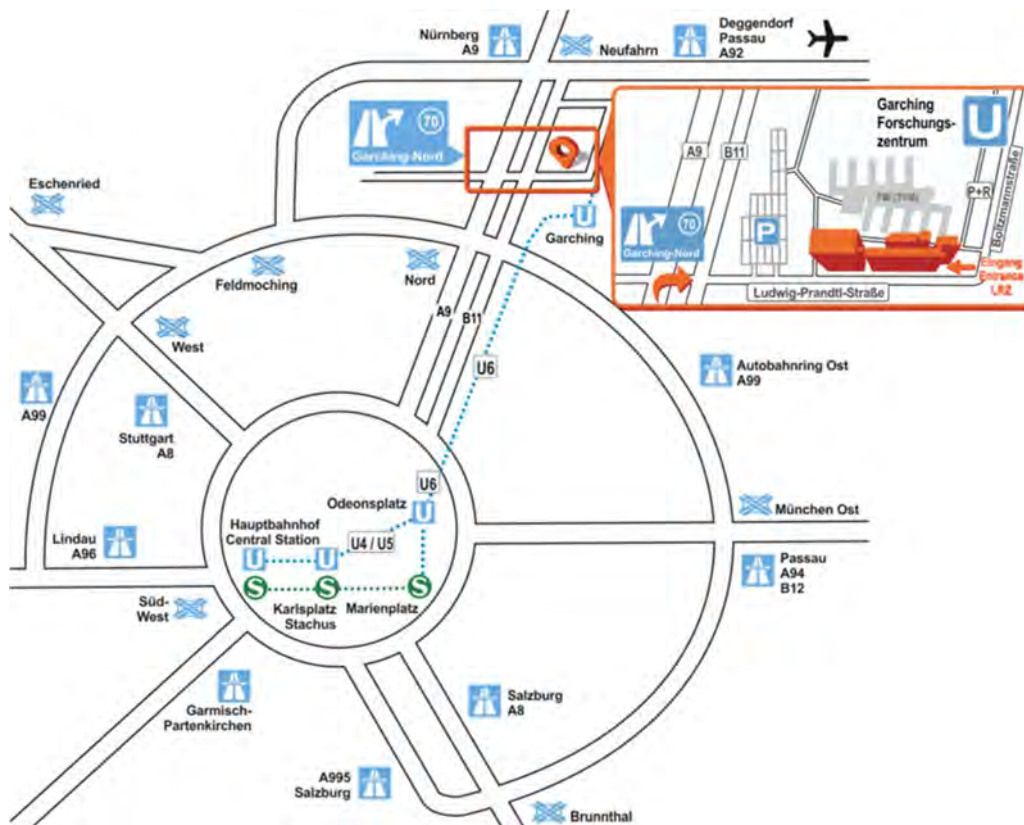 Nürnberg
A9
Neufahrn
Deggendorf
Passau
A92
70
Garching-Nord
Garching
Forschungs-
zentrum
U
A9
B11
P+R
Boltzmannstraße
70
Garching-Nord
P
Eingang
Entrance
LRZ
Ludwig-Prandtl-Straße
Eschenried
U
Garching
Feldmoching
Nord
A9
B11
West
U6
Autobahnring Ost
A99
A99
Stuttgart
A8
U6
Odeonsplatz
U
München Ost
Hauptbahnhof
Central Station
U4 / U5
U
U
Lindau
A96
Passau
A94
B12
S
S
S
Karlsplatz
Stachus
Marienplatz
Süd-
West
Garmisch-
Partenkirchen
Salzburg
A8
A995
Salzburg
Brunnthal